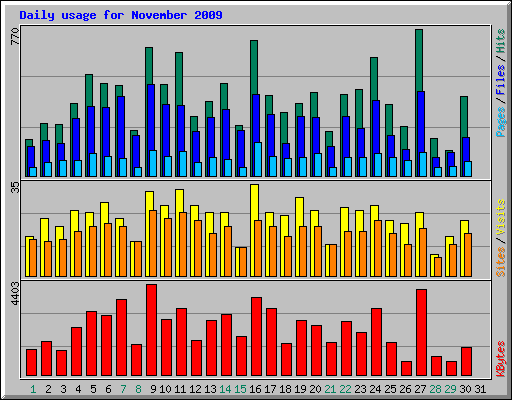 Daily usage for November 2009
770
Pages / Files / Hits
35
Sites / Visits
4403
KBytes
1 2 3 4 5 6 7 8 9 10 11 12 13 14 15 16 17 18 19 20 21 22 23 24 25 26 27 28 29 30 31